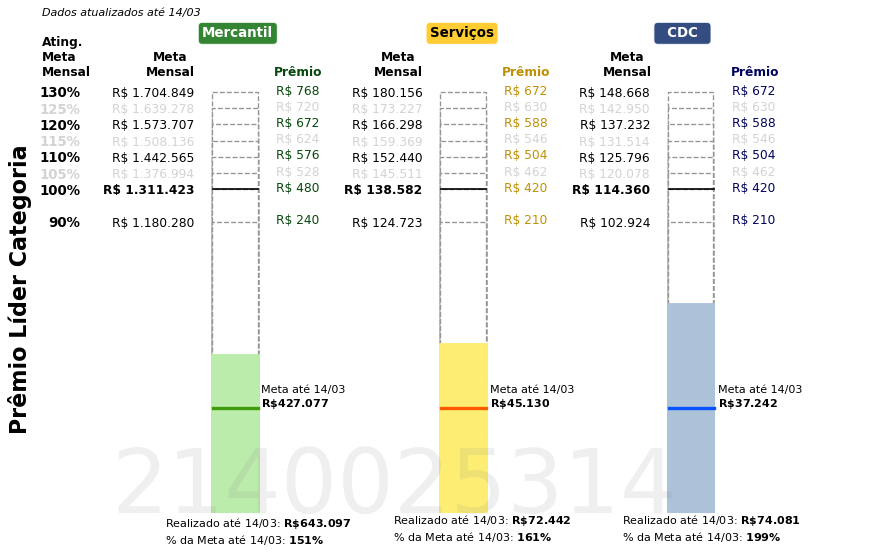 Dados atualizados até 14/03
Mercantil Serviços CDC
Ating.
Meta Meta Meta Meta
Mensal Mensal Prêmio Mensal Prêmio Mensal Prêmio
130% R$ 1.704.849 R$ 768 R$ 180.156 R$ 672 R$ 148.668 R$ 672
125% R$ 1.639.278 R$ 720 R$ 173.227 R$ 630 R$ 142.950 R$ 630
120% R$ 1.573.707 R$ 672 R$ 166.298 R$ 588 R$ 137.232 R$ 588
115% R$ 1.508.136 R$ 624 R$ 159.369 R$ 546 R$ 131.514 R$ 546
110% R$ 1.442.565 R$ 576 R$ 152.440 R$ 504 R$ 125.796 R$ 504
105% R$ 1.376.994 R$ 528 R$ 145.511 R$ 462 R$ 120.078 R$ 462
100% R$ 1.311.423 R$ 480 R$ 138.582 R$ 420 R$ 114.360 R$ 420
90% R$ 1.180.280 R$ 240 R$ 124.723 R$ 210 R$ 102.924 R$ 210
Prêmio Líder Categoria
Meta até 14/03 Meta até 14/03 Meta até 14/03
R$427.077 R$45.130 R$37.242
2140025314
Realizado até 14/03: R$643.097 Realizado até 14/03: R$72.442 Realizado até 14/03: R$74.081
% da Meta até 14/03: 151% % da Meta até 14/03: 161% % da Meta até 14/03: 199%